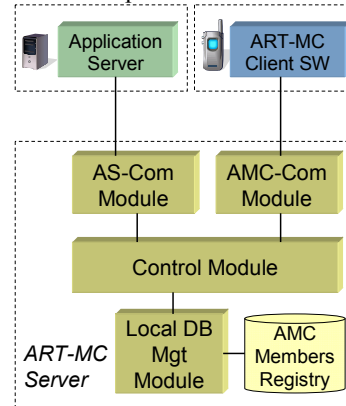 Application
Server
ART-MC
Client SW
AS-Com
Module
AMC-Com
Module
Control Module
Local DB
Mgt
Module
AMC
Members
Registry
ART-MC
Server